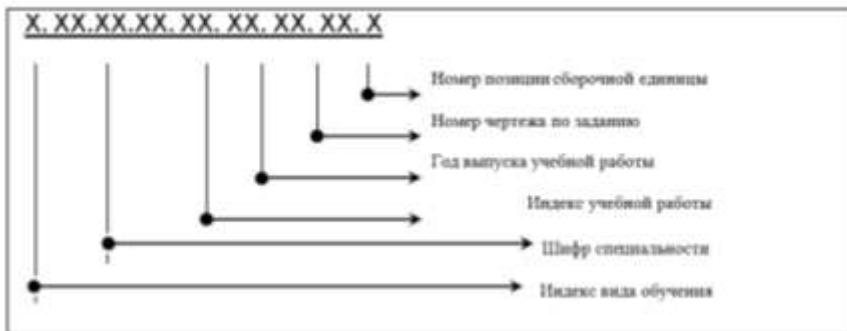 Х. ХХ.ХХ.ХХ. ХХ. ХХ. ХХ. ХХ. Х
Номер позиции сборочной единицы
Номер чертежа по заданию
Год выпуска учебной работы
Индекс учебной работы
Шифр специальности
Индекс вида обучения